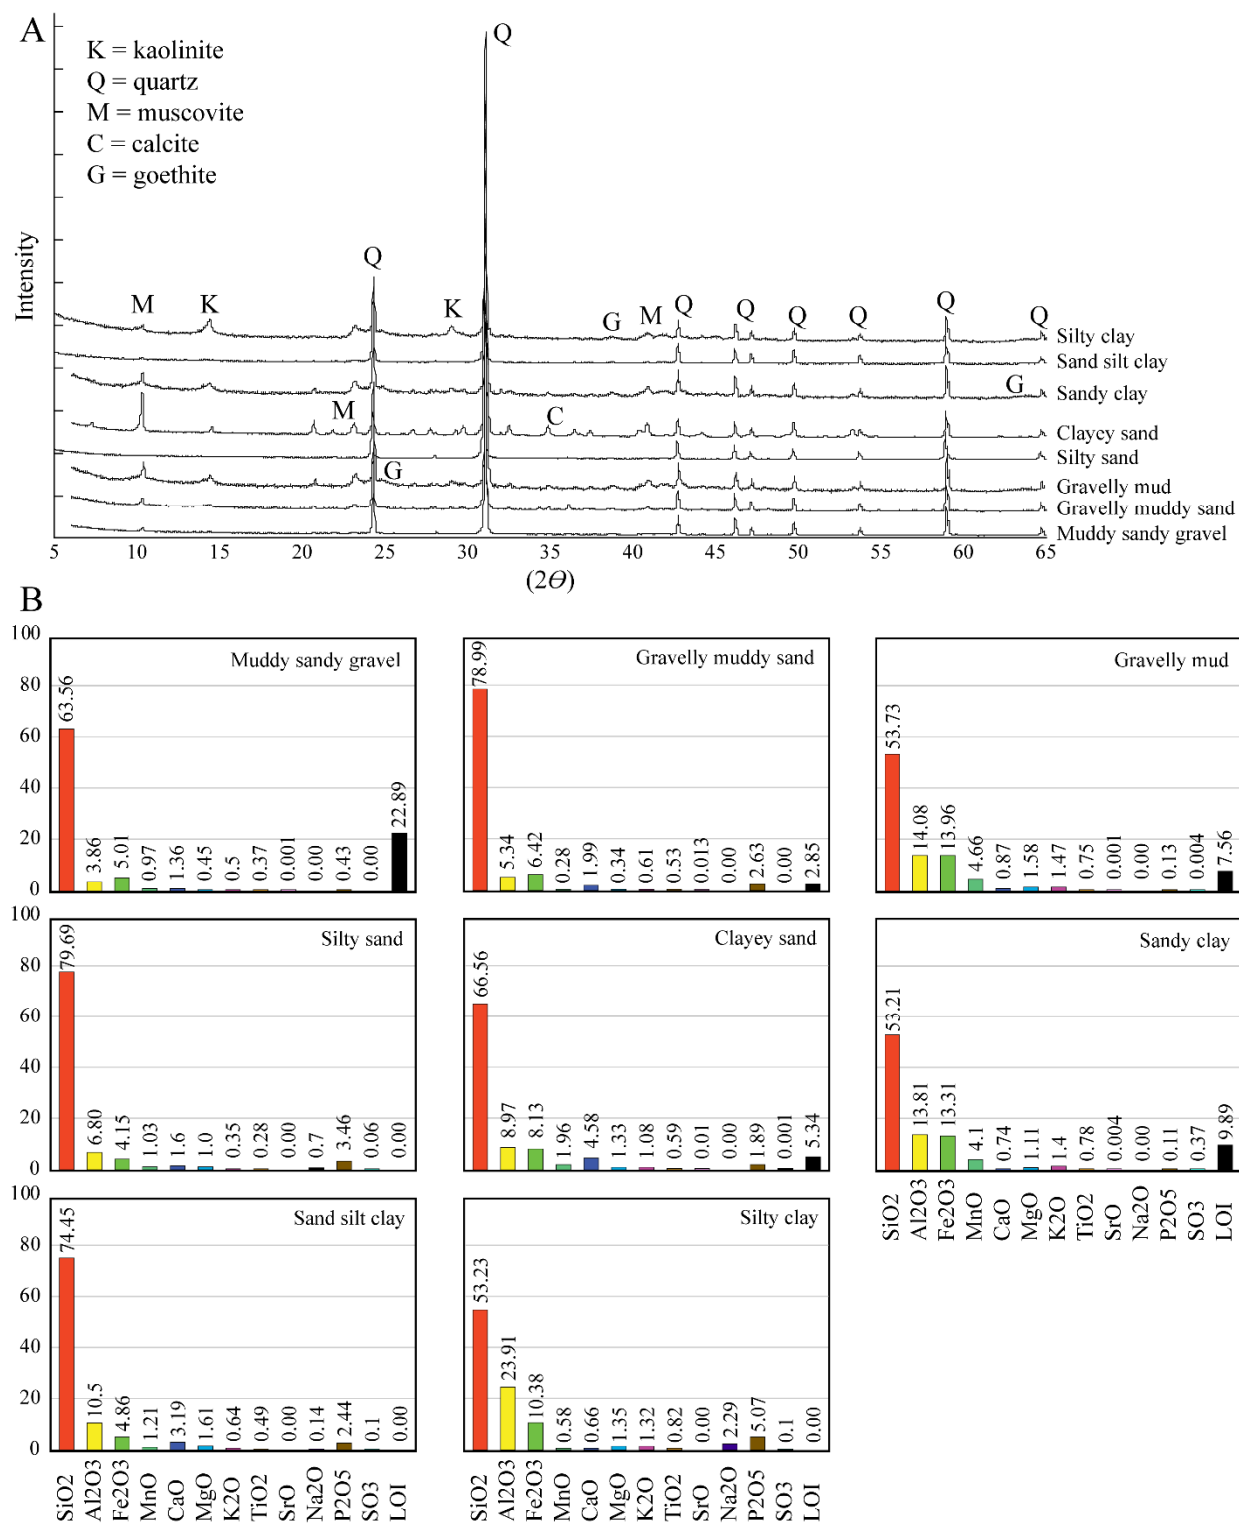 A
K = kaolinite
Q = quartz
M = muscovite
C = calcite
G = goethite
Intensity
Q
Q
M
K
K
G
M
Q
Q
Q
Q
Q
Q
Silty clay
Sand silt clay
G
Sandy clay
M
C
Clayey sand
Silty sand
G
Gravelly mud
Gravelly muddy sand
Muddy sandy gravel
5 10 15 20 25 30 35 40 45 50 55 60 65
(2Θ)
B
100
80
60
40
20
0
Muddy sandy gravel
63.56 3.86 5.01 0.97 1.36 0.45 0.5 0.37 0.001 0.00 0.43 0.00 22.89
Gravelly muddy sand
78.99 5.34 6.42 0.28 1.99 0.34 0.61 0.53 0.013 0.00 2.63 0.00 2.85
Gravelly mud
53.73 14.08 13.96 4.66 0.87 1.58 1.47 0.75 0.001 0.00 0.13 0.004 7.56
100
80
60
40
20
0
Silty sand
79.69 6.80 4.15 1.03 1.6 1.0 0.35 0.28 0.00 0.7 3.46 0.06 0.00
Clayey sand
66.56 8.97 8.13 1.96 4.58 1.33 1.08 0.59 0.01 0.00 1.89 0.001 5.34
Sandy clay
53.21 13.81 13.31 4.1 0.74 1.11 1.4 0.78 0.004 0.00 0.11 0.37 9.89
SiO2 Al2O3 Fe2O3 MnO CaO MgO K2O TiO2 SrO Na2O P2O5 SO3 LOI
100
80
60
40
20
0
Sand silt clay
74.45 10.5 4.86 1.21 3.19 1.61 0.64 0.49 0.00 0.14 2.44 0.1 0.00
SiO2 Al2O3 Fe2O3 MnO CaO MgO K2O TiO2 SrO Na2O P2O5 SO3 LOI
Silty clay
53.23 23.91 10.38 0.58 0.66 1.35 1.32 0.82 0.00 2.29 5.07 0.1 0.00
SiO2 Al2O3 Fe2O3 MnO CaO MgO K2O TiO2 SrO Na2O P2O5 SO3 LOI